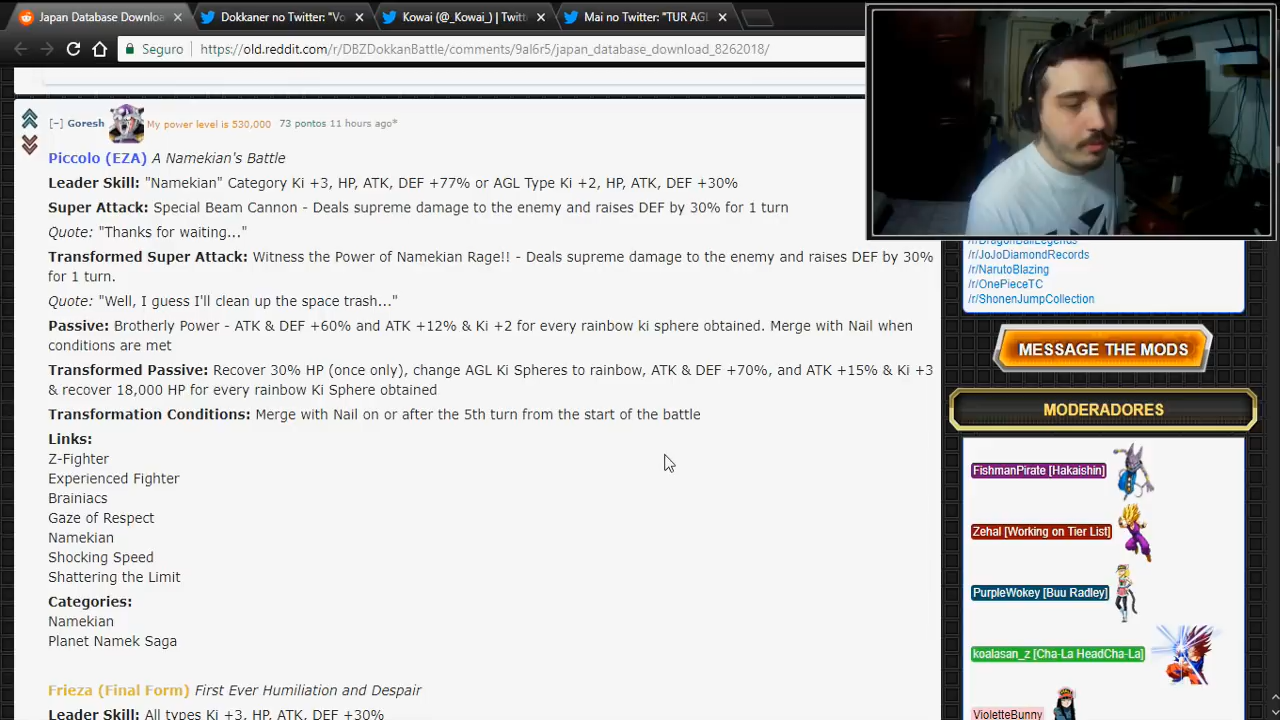 Japan Database Downloa
Dokkaner no Twitter: "Vo
Kowai (@_Kowai_) | Twitt
Mai no Twitter: "TUR AGL
Seguro
https://old.reddit.com/r/DBZDokkanBattle/comments/9al6r5/japan_database_download_8262018/
[–] Goresh My power level is 530,000 73 pontos 11 hours ago*
Piccolo (EZA) A Namekian's Battle
Leader Skill: "Namekian" Category Ki +3, HP, ATK, DEF +77% or AGL Type Ki +2, HP, ATK, DEF +30%
Super Attack: Special Beam Cannon - Deals supreme damage to the enemy and raises DEF by 30% for 1 turn
Quote: "Thanks for waiting..."
Transformed Super Attack: Witness the Power of Namekian Rage!! - Deals supreme damage to the enemy and raises DEF by 30%
for 1 turn.
Quote: "Well, I guess I'll clean up the space trash..."
Passive: Brotherly Power - ATK & DEF +60% and ATK +12% & Ki +2 for every rainbow ki sphere obtained. Merge with Nail when
conditions are met
Transformed Passive: Recover 30% HP (once only), change AGL Ki Spheres to rainbow, ATK & DEF +70%, and ATK +15% & Ki +3
& recover 18,000 HP for every rainbow Ki Sphere obtained
Transformation Conditions: Merge with Nail on or after the 5th turn from the start of the battle
Links:
Z-Fighter
Experienced Fighter
Brainiacs
Gaze of Respect
Namekian
Shocking Speed
Shattering the Limit
Categories:
Namekian
Planet Namek Saga
Frieza (Final Form) First Ever Humiliation and Despair
Leader Skill: All types Ki +3, HP, ATK, DEF +30%
/r/DragonBallLegends
/r/JoJoDiamondRecords
/r/NarutoBlazing
/r/OnePieceTC
/r/ShonenJumpCollection
MESSAGE THE MODS
MODERADORES
FishmanPirate [Hakaishin]
Zehal [Working on Tier List]
PurpleWokey [Buu Radley]
koalasan_z [Cha-La HeadCha-La]
VioletteBunny